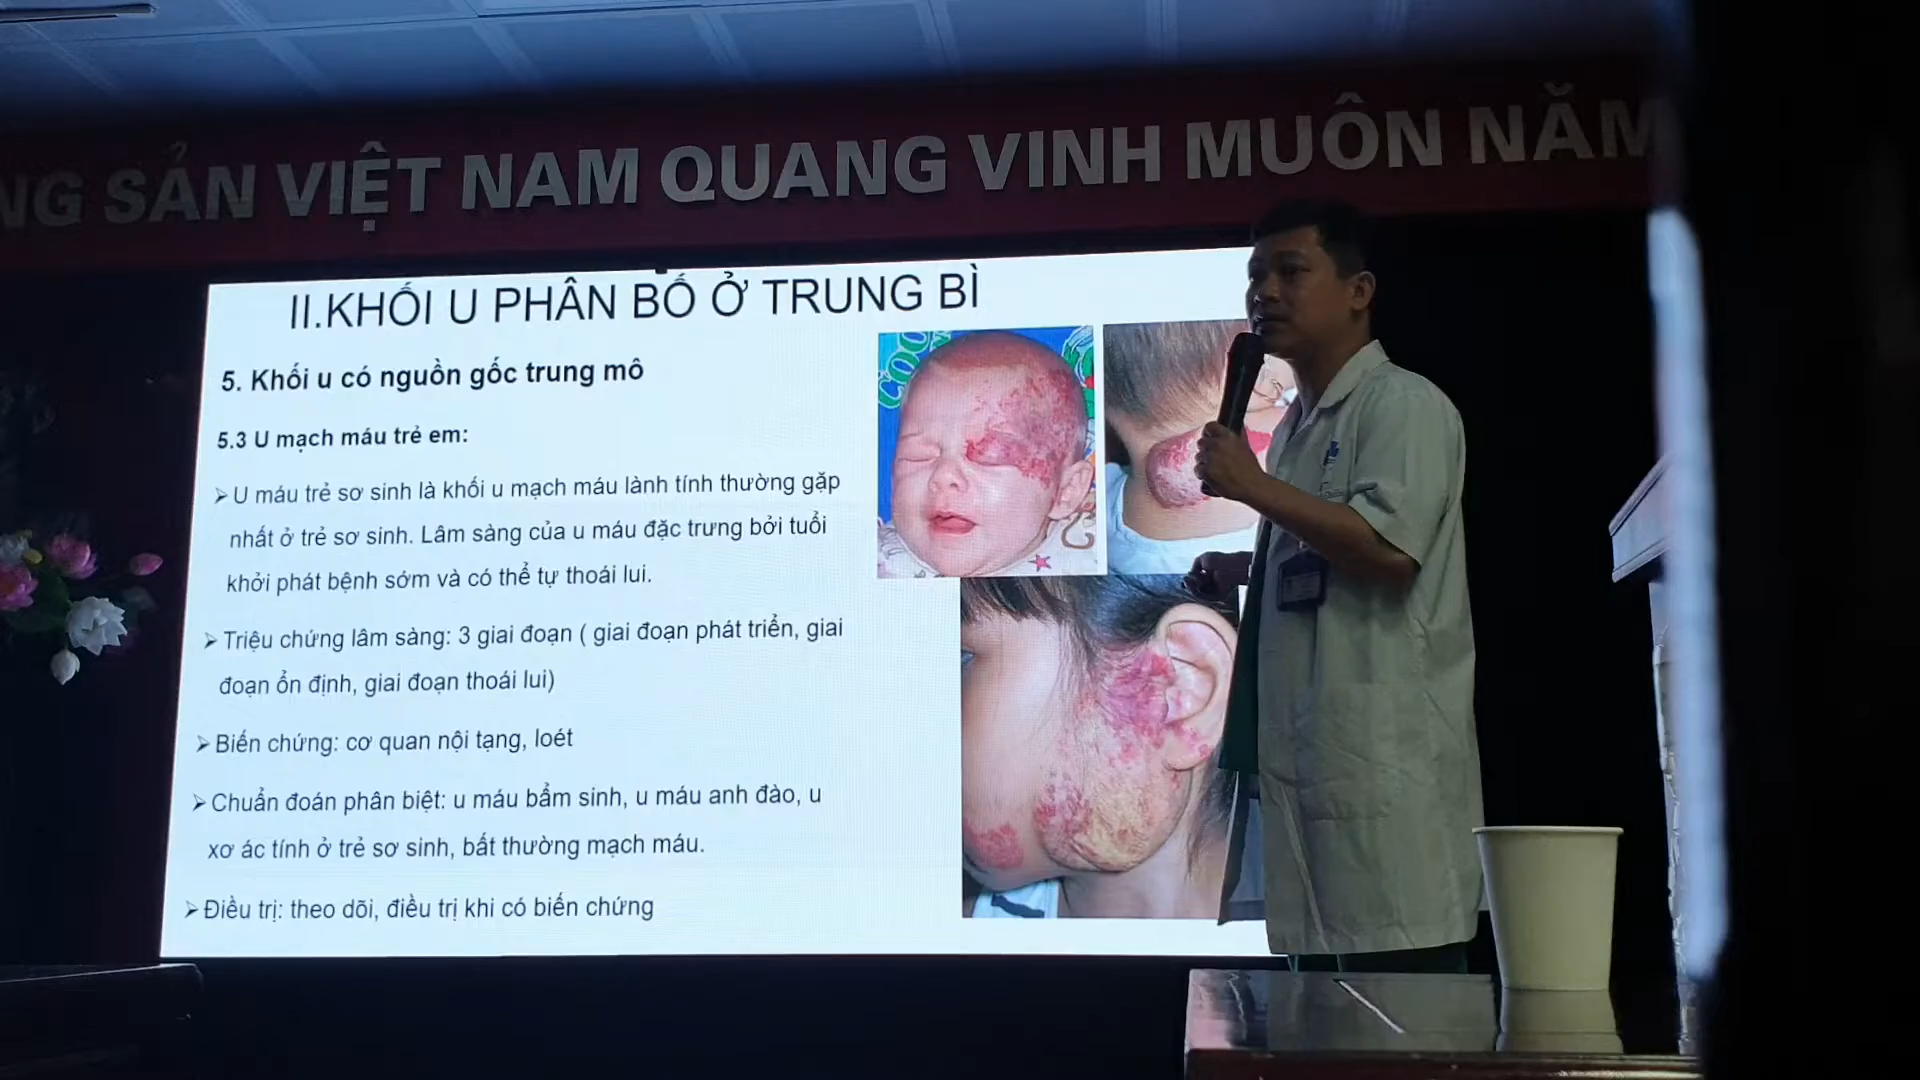 NG SẢN VIỆT NAM QUANG VINH MUÔN NĂM
II.KHỐI U PHÂN BỐ Ở TRUNG BÌ
5. Khối u có nguồn gốc trung mô
5.3 U mạch máu trẻ em:
➢ U máu trẻ sơ sinh là khối u mạch máu lành tính thường gặp
nhất ở trẻ sơ sinh. Lâm sàng của u máu đặc trưng bởi tuổi
khởi phát bệnh sớm và có thể tự thoái lui.
➢ Triệu chứng lâm sàng: 3 giai đoạn ( giai đoạn phát triển, giai
đoạn ổn định, giai đoạn thoái lui)
➢ Biến chứng: cơ quan nội tạng, loét
➢ Chuẩn đoán phân biệt: u máu bẩm sinh, u máu anh đào, u
xơ ác tính ở trẻ sơ sinh, bất thường mạch máu.
➢ Điều trị: theo dõi, điều trị khi có biến chứng